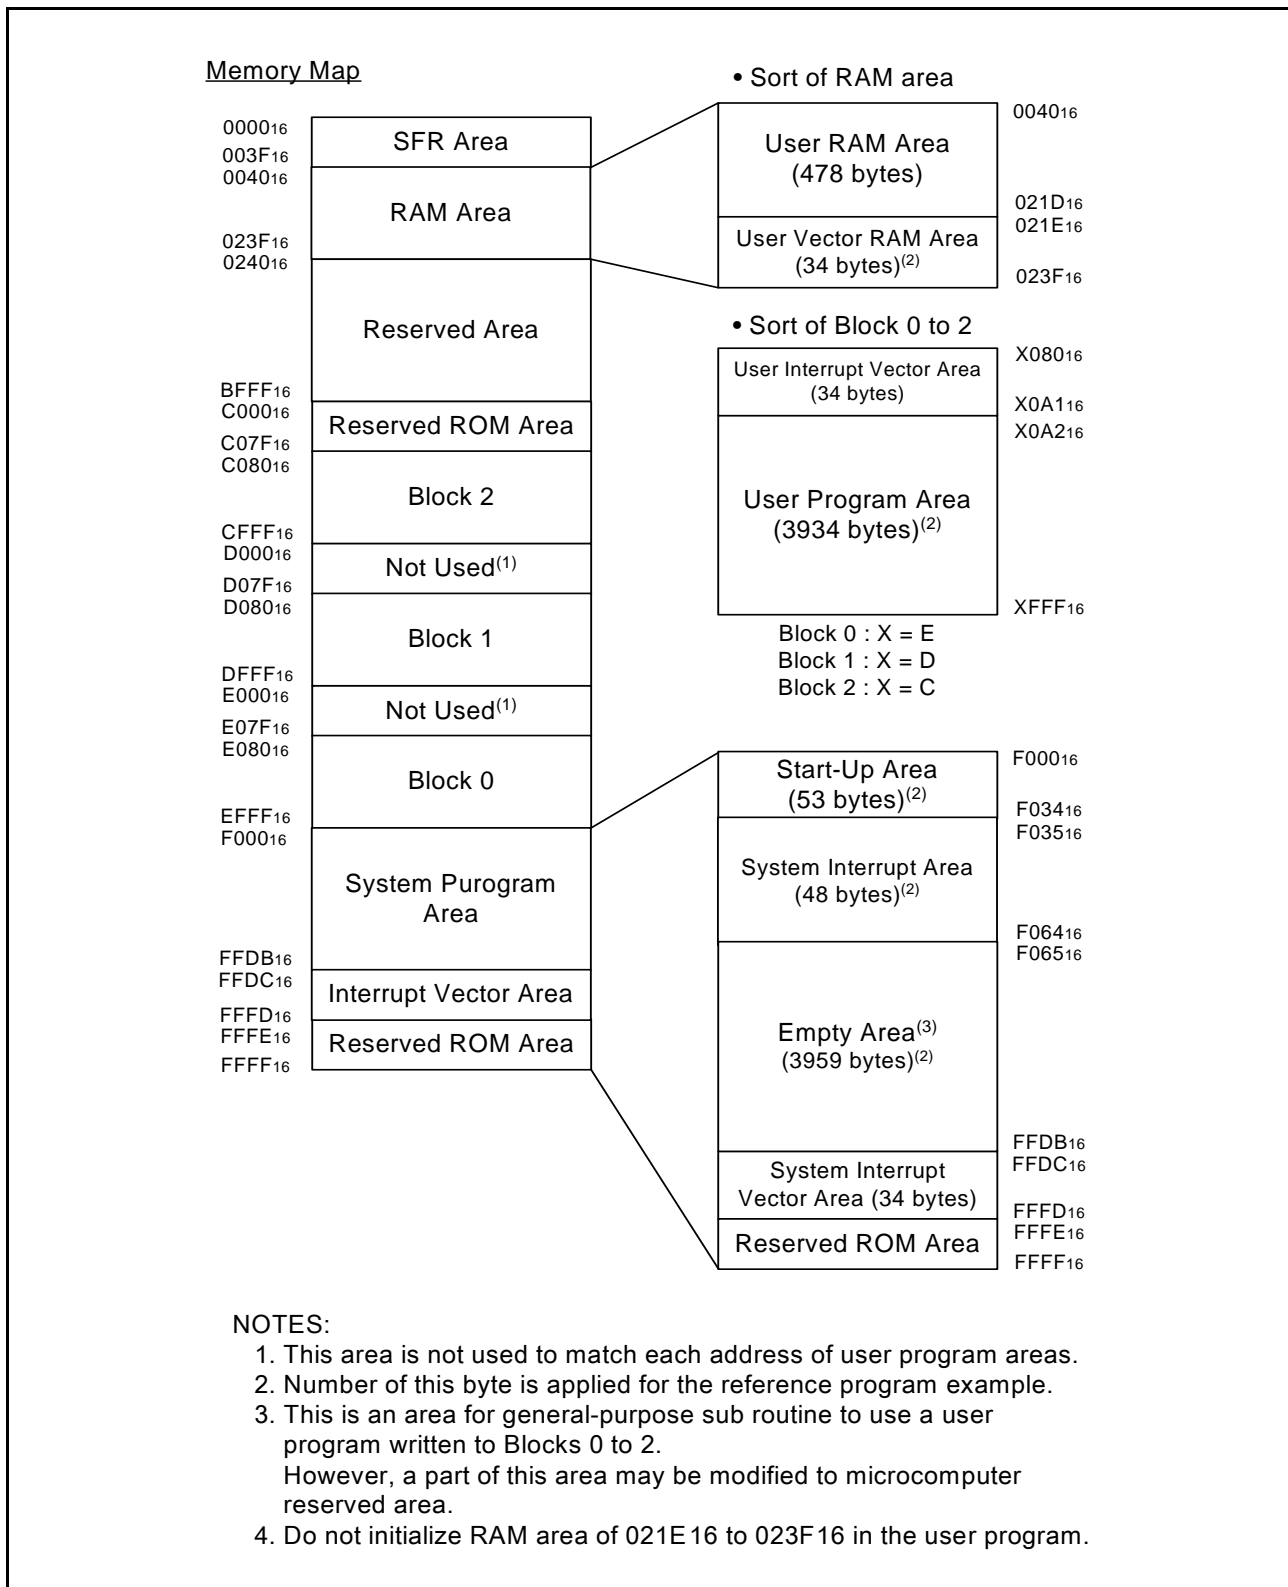 Memory Map
000016
SFR Area
003F16
004016
RAM Area
023F16
024016
Reserved Area
BFFF16
C00016
Reserved ROM Area
C07F16
C08016
Block 2
CFFF16
D00016
Not Used(1)
D07F16
D08016
Block 1
DFFF16
E00016
Not Used(1)
E07F16
E08016
Block 0
EFFF16
F00016
System Purogram
Area
FFDB16
FFDC16
Interrupt Vector Area
FFFD16
FFFE16
Reserved ROM Area
FFFF16
• Sort of RAM area
004016
User RAM Area
(478 bytes)
021D16
021E16
User Vector RAM Area
(34 bytes)(2)
023F16
• Sort of Block 0 to 2
X08016
User Interrupt Vector Area
(34 bytes)
X0A116
X0A216
User Program Area
(3934 bytes)(2)
XFFF16
Block 0 : X = E
Block 1 : X = D
Block 2 : X = C
F00016
Start-Up Area
(53 bytes)(2)
F03416
F03516
System Interrupt Area
(48 bytes)(2)
F06416
F06516
Empty Area(3)
(3959 bytes)(2)
FFDB16
FFDC16
System Interrupt
Vector Area (34 bytes)
FFFD16
FFFE16
Reserved ROM Area
FFFF16
NOTES:
1. This area is not used to match each address of user program areas.
2. Number of this byte is applied for the reference program example.
3. This is an area for general-purpose sub routine to use a user
program written to Blocks 0 to 2.
However, a part of this area may be modified to microcomputer
reserved area.
4. Do not initialize RAM area of 021E16 to 023F16 in the user program.